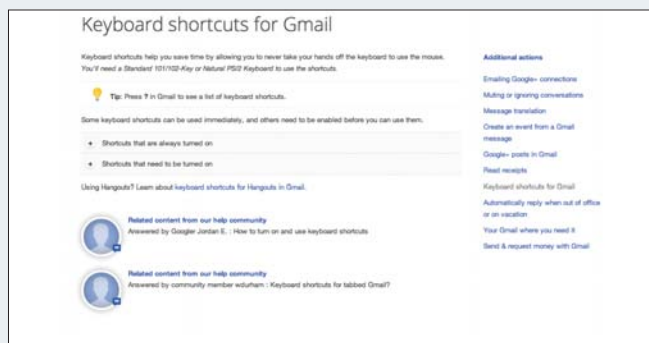 Keyboard shortcuts for Gmail
Keyboard shortcuts help you save time by allowing you to never take your hands off the keyboard to use the mouse.
You'll need a Standard 101/102-Key or Natural PS/2 Keyboard to use the shortcuts.
Tip: Press ? in Gmail to see a list of keyboard shortcuts.
Some keyboard shortcuts can be used immediately, and others need to be enabled before you can use them.
+ Shortcuts that are always turned on
+ Shortcuts that need to be turned on
Using Hangouts? Learn about keyboard shortcuts for Hangouts in Gmail.
Related content from our help community
Answered by Googler Jordan E. : How to turn on and use keyboard shortcuts
Related content from our help community
Answered by community member wdurham : Keyboard shortcuts for tabbed Gmail?
Additional actions
Emailing Google+ connections
Muting or ignoring conversations
Message translation
Create an event from a Gmail
message
Google+ posts in Gmail
Read receipts
Keyboard shortcuts for Gmail
Automatically reply when out of office
or on vacation
Your Gmail where you need it
Send & request money with Gmail